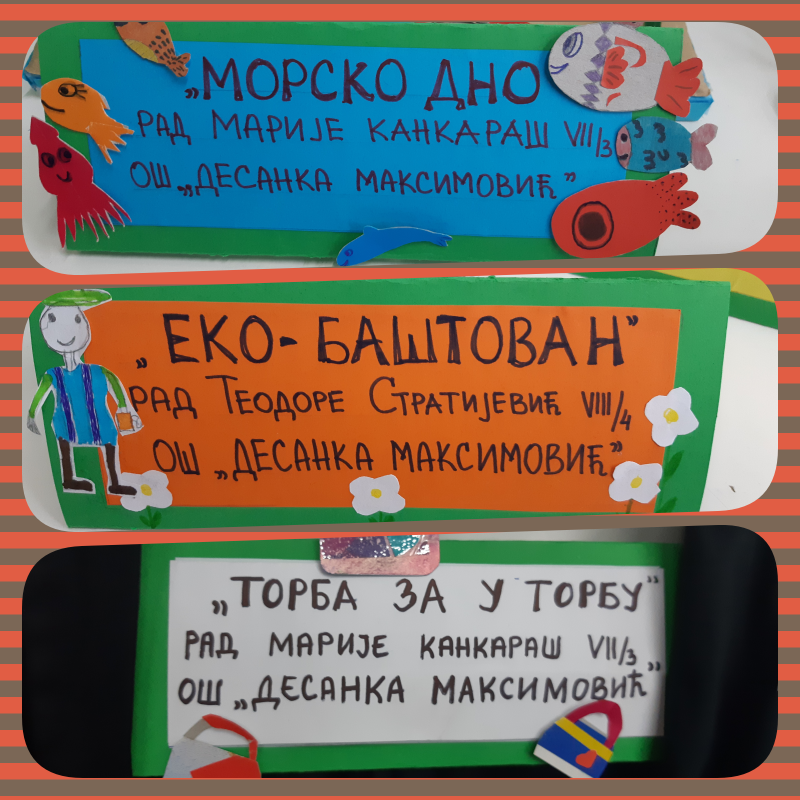 „МОРСКО ДНО
РАД МАРИЈЕ КАНКАРАШ VII/3
ОШ „ДЕСАНКА МАКСИМОВИЋ”
„ЕКО-БАШТОВАН”
РАД ТЕОДОРЕ СТРАТИЈЕВИЋ VIII/4
ОШ „ДЕСАНКА МАКСИМОВИЋ”
„ТОРБА ЗА У ТОРБУ”
РАД МАРИЈЕ КАНКАРАШ VII/3
ОШ „ДЕСАНКА МАКСИМОВИЋ”